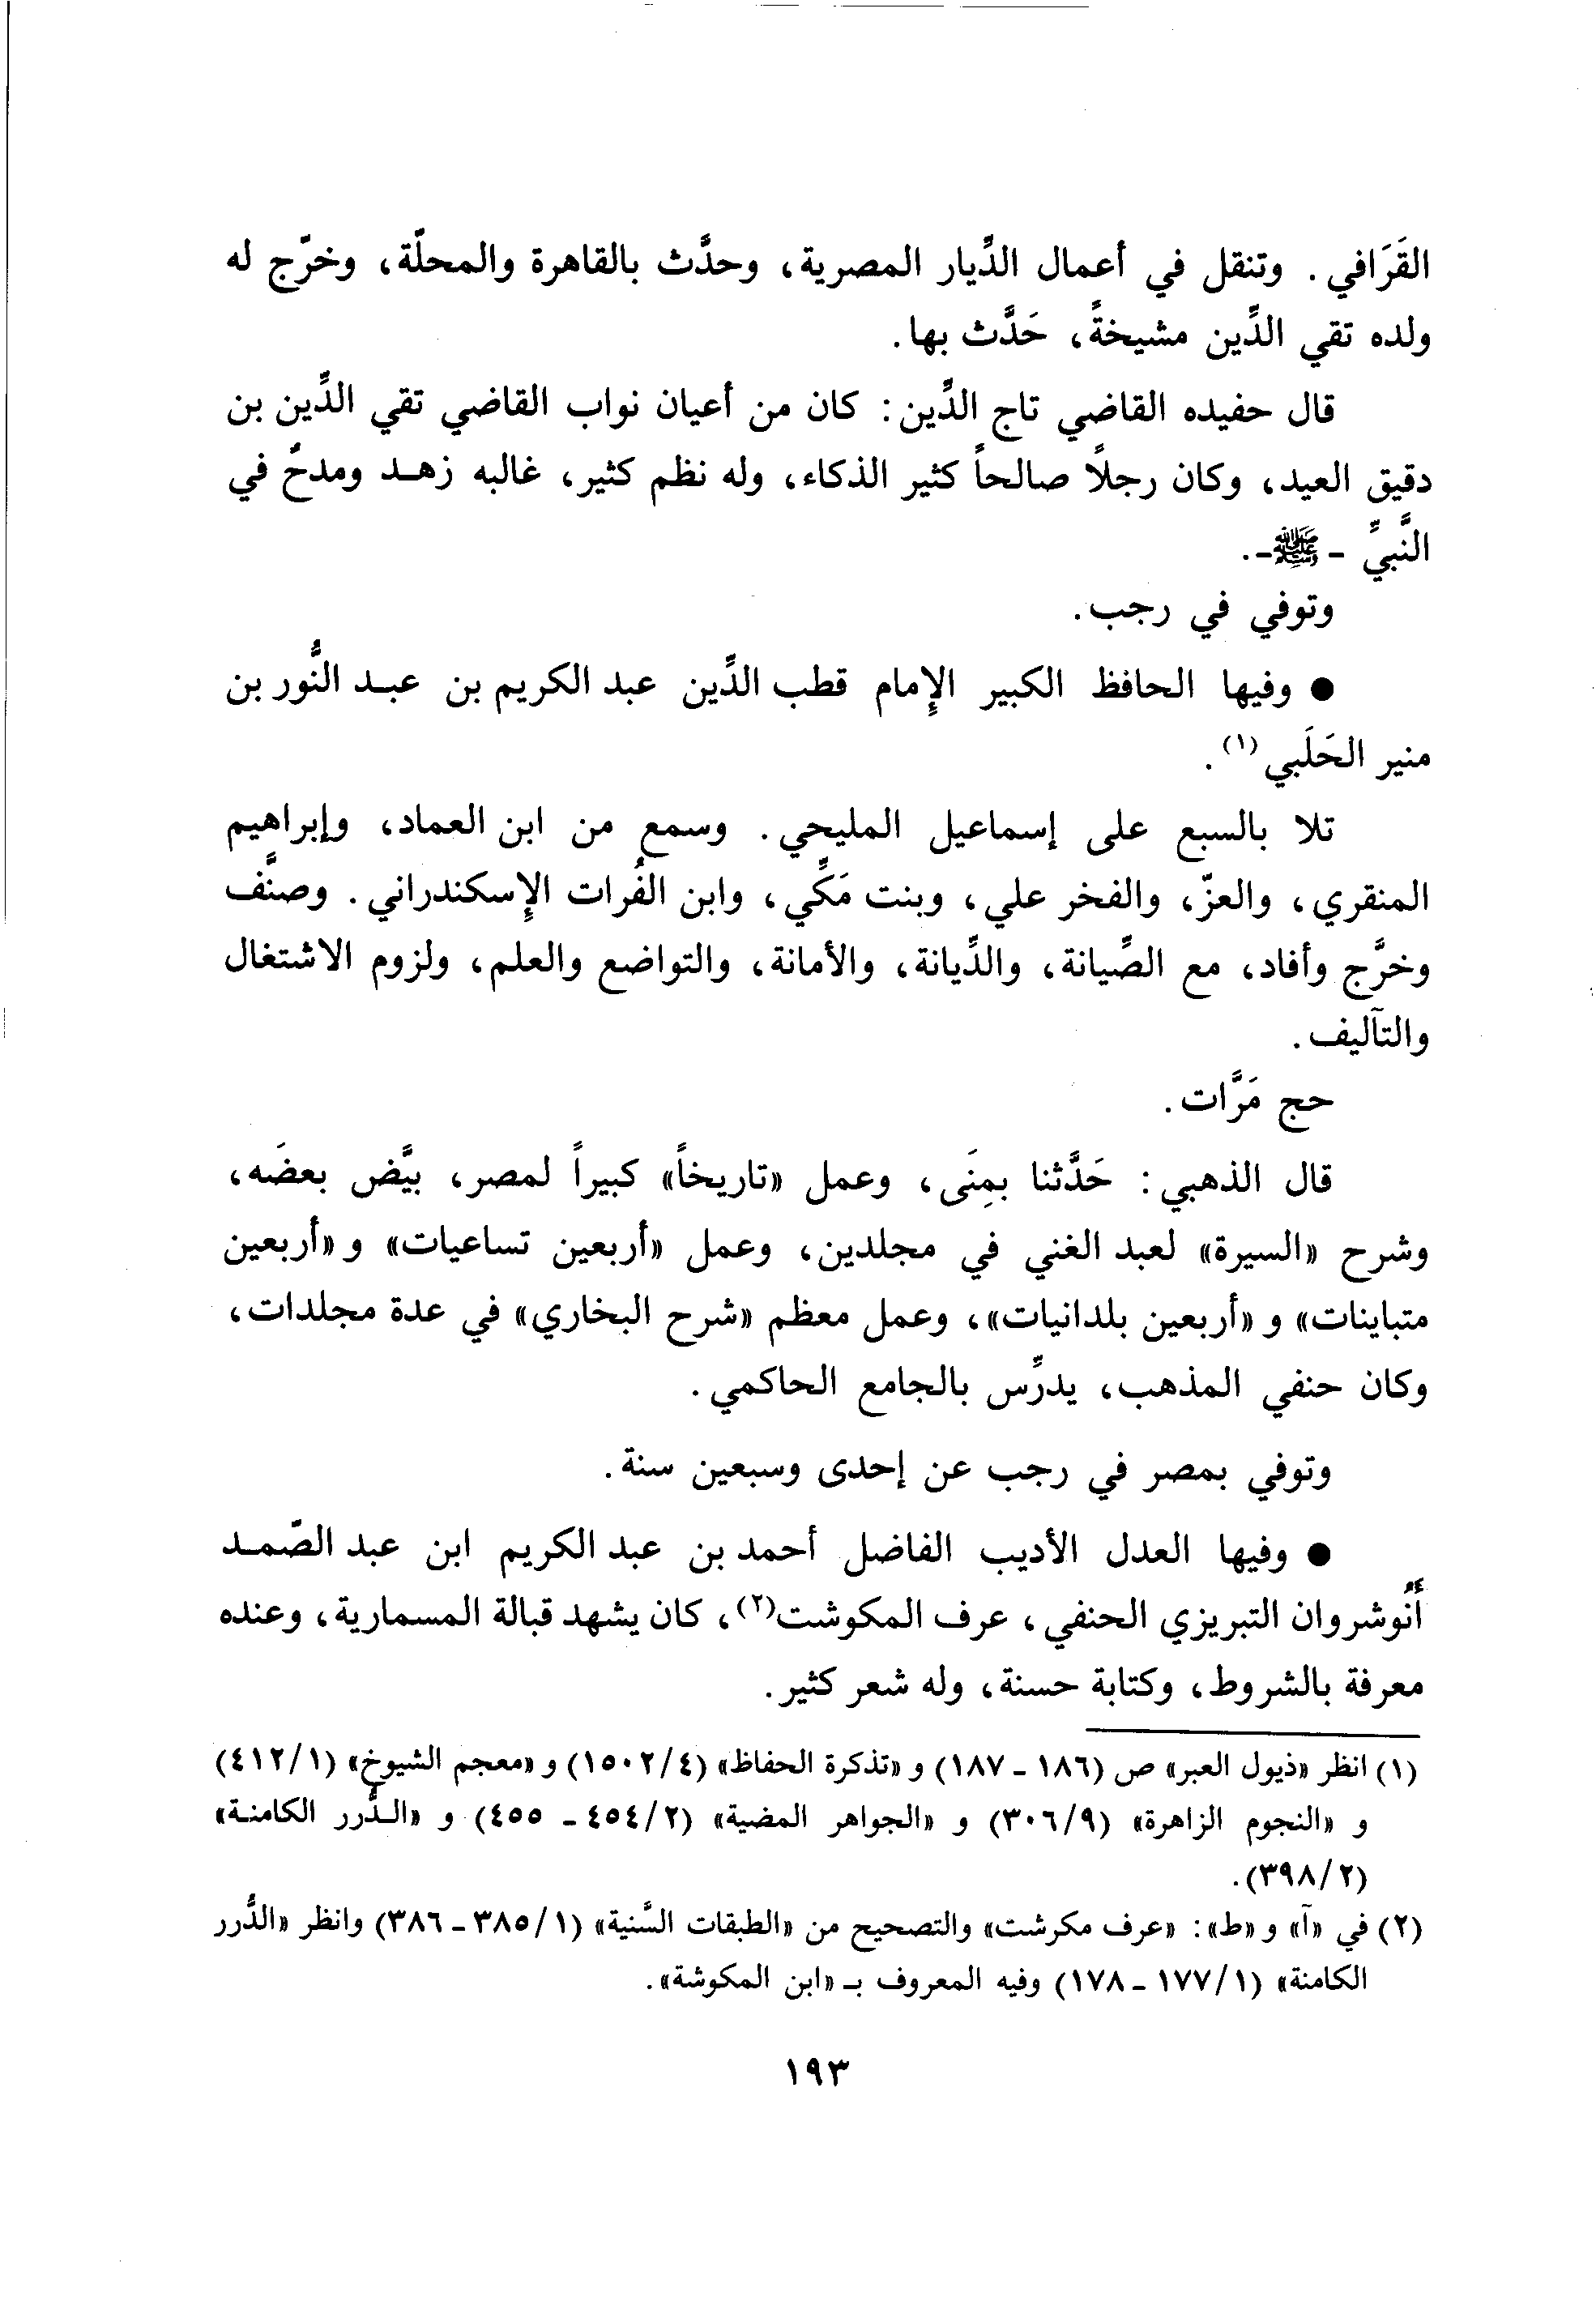 القَرَافي. وتنقل في أعمال الدِّيار المصرية، وحدَّث بالقاهرة والمحلّة، وخرّج له
ولده تقي الدِّين مشيخةً، حَدَّث بها.
قال حفيده القاضي تاج الدِّين: كان من أعيان نواب القاضي تقي الدِّين بن
دقيق العيد، وكان رجلاً صالحاً كثير الذكاء، وله نظم كثير، غالبه زهد ومدحٌ في
النَّبيِّ - ﷺ -.
وتوفي في رجب.
● وفيها الحافظ الكبير الإمام قطب الدِّين عبد الكريم بن عبد النُّور بن
منير الحَلَبي (١).
تلا بالسبع على إسماعيل المليحي. وسمع من ابن العماد، وإبراهيم
المنقري، والعزّ، والفخر علي، وبنت مَكِّي، وابن الفُرات الإسكندراني. وصنَّف
وخرَّج وأفاد، مع الصِّيانة، والدِّيانة، والأمانة، والتواضع والعلم، ولزوم الاشتغال
والتآليف.
حج مَرَّات.
قال الذهبي: حَدَّثنا بمِنَى، وعمل «تاريخاً» كبيراً لمصر، بيَّض بعضَه،
وشرح «السيرة» لعبد الغني في مجلدين، وعمل «أربعين تساعيات» و «أربعين
متباينات» و «أربعين بلدانيات»، وعمل معظم «شرح البخاري» في عدة مجلدات،
وكان حنفي المذهب، يدرِّس بالجامع الحاكمي.
وتوفي بمصر في رجب عن إحدى وسبعين سنة.
● وفيها العدل الأديب الفاضل أحمد بن عبد الكريم ابن عبد الصّمد
أَنُوشروان التبريزي الحنفي، عرف المكوشت(٢)، كان يشهد قبالة المسمارية، وعنده
معرفة بالشروط، وكتابة حسنة، وله شعر كثير.
(١) انظر «ذيول العبر» ص (١٨٦ - ١٨٧) و «تذكرة الحفاظ» (٤/١٥٠٢) و «معجم الشيوخ» (١/٤١٢)
و «النجوم الزاهرة» (٩/٣٠٦) و «الجواهر المضية» (٢/٤٥٤ - ٤٥٥) و «الدُّرر الكامنة»
(٢/٣٩٨).
(٢) في «آ» و «ط»: «عرف مكرشت» والتصحيح من «الطبقات السَّنية» (١/٣٨٥ - ٣٨٦) وانظر «الدُّرر
الكامنة» (١/١٧٧ - ١٧٨) وفيه المعروف بـ «ابن المكوشة».
١٩٣